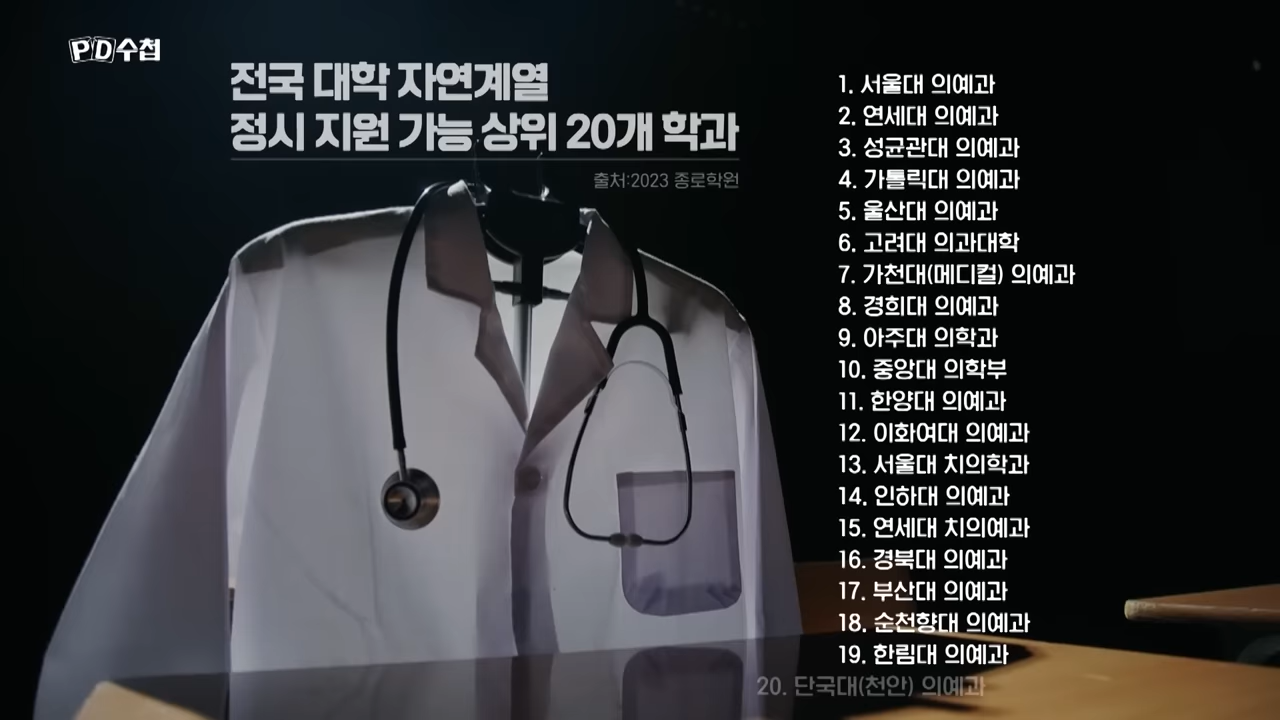 PD수첩
전국 대학 자연계열
정시 지원 가능 상위 20개 학과
출처:2023 종로학원
1. 서울대 의예과
2. 연세대 의예과
3. 성균관대 의예과
4. 가톨릭대 의예과
5. 울산대 의예과
6. 고려대 의과대학
7. 가천대(메디컬) 의예과
8. 경희대 의예과
9. 아주대 의학과
10. 중앙대 의학부
11. 한양대 의예과
12. 이화여대 의예과
13. 서울대 치의학과
14. 인하대 의예과
15. 연세대 치의예과
16. 경북대 의예과
17. 부산대 의예과
18. 순천향대 의예과
19. 한림대 의예과
20. 단국대(천안) 의예과